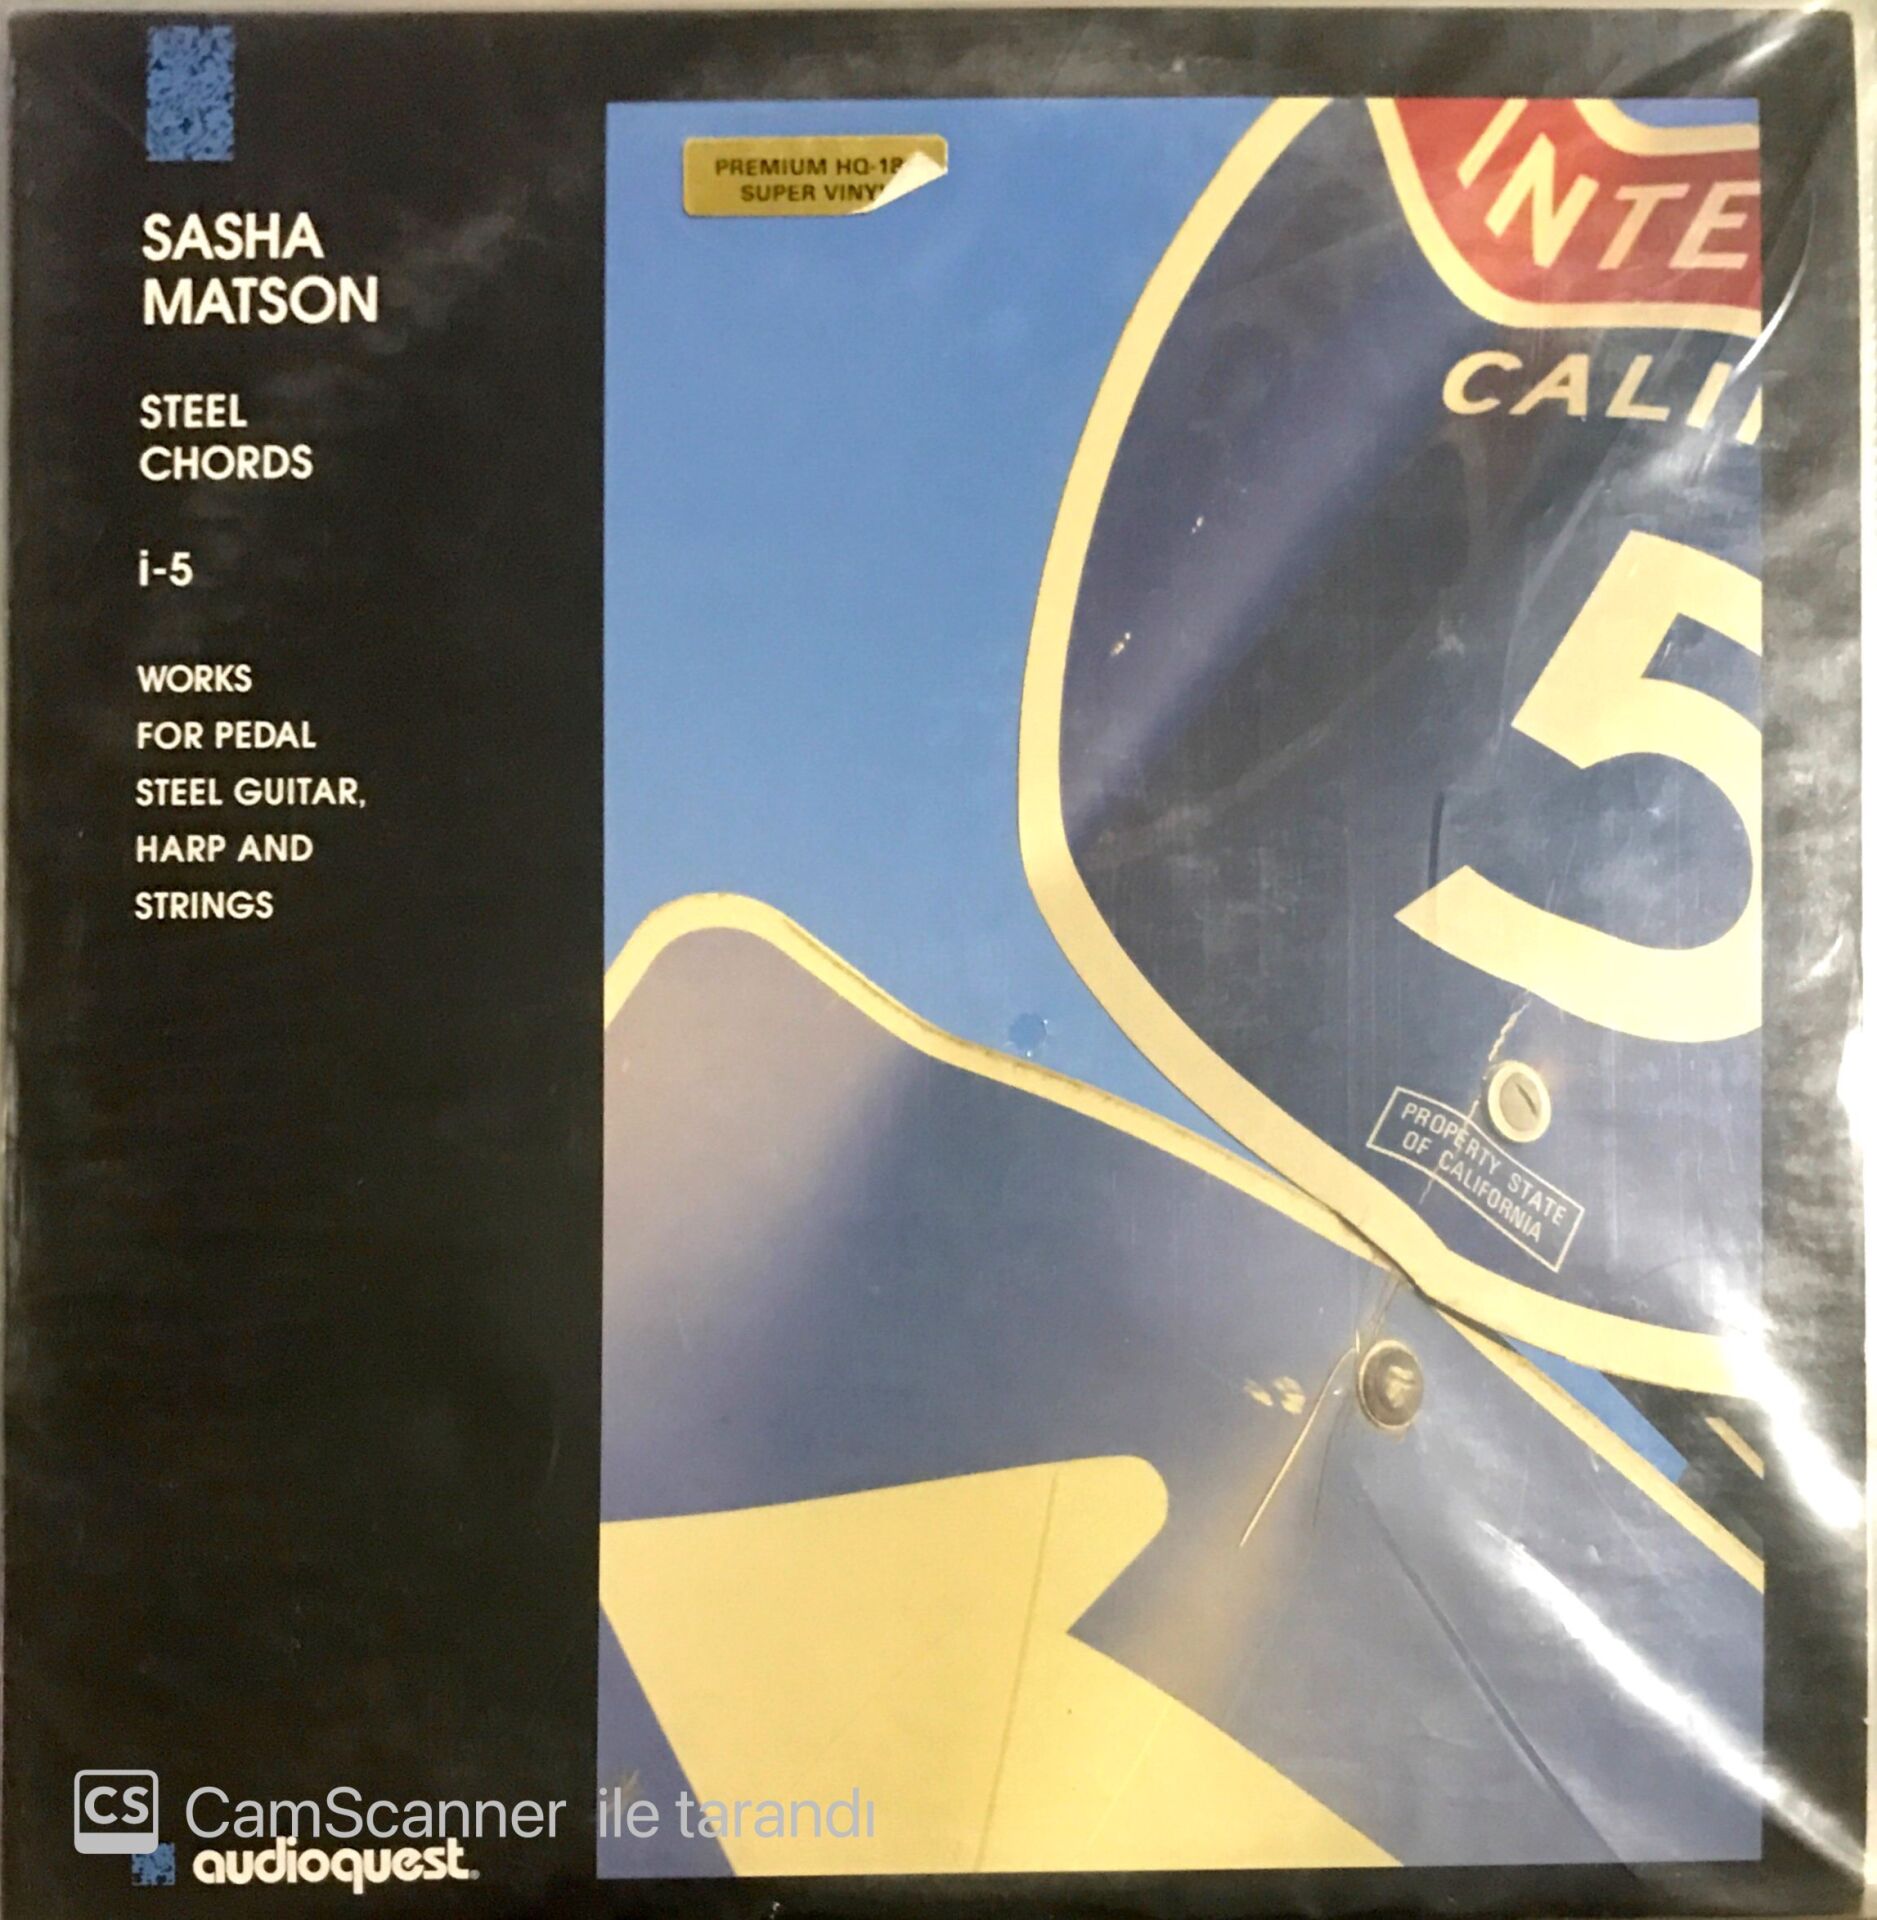 SASHA
MATSON
STEEL
CHORDS
i-5
WORKS
FOR PEDAL
STEEL GUITAR,
HARP AND
STRINGS
PREMIUM HQ-18
SUPER VINY
INTE
CALI
5
PROPERTY STATE
OF CALIFORNIA
CS CamScanner ile tarandı
audioquest®